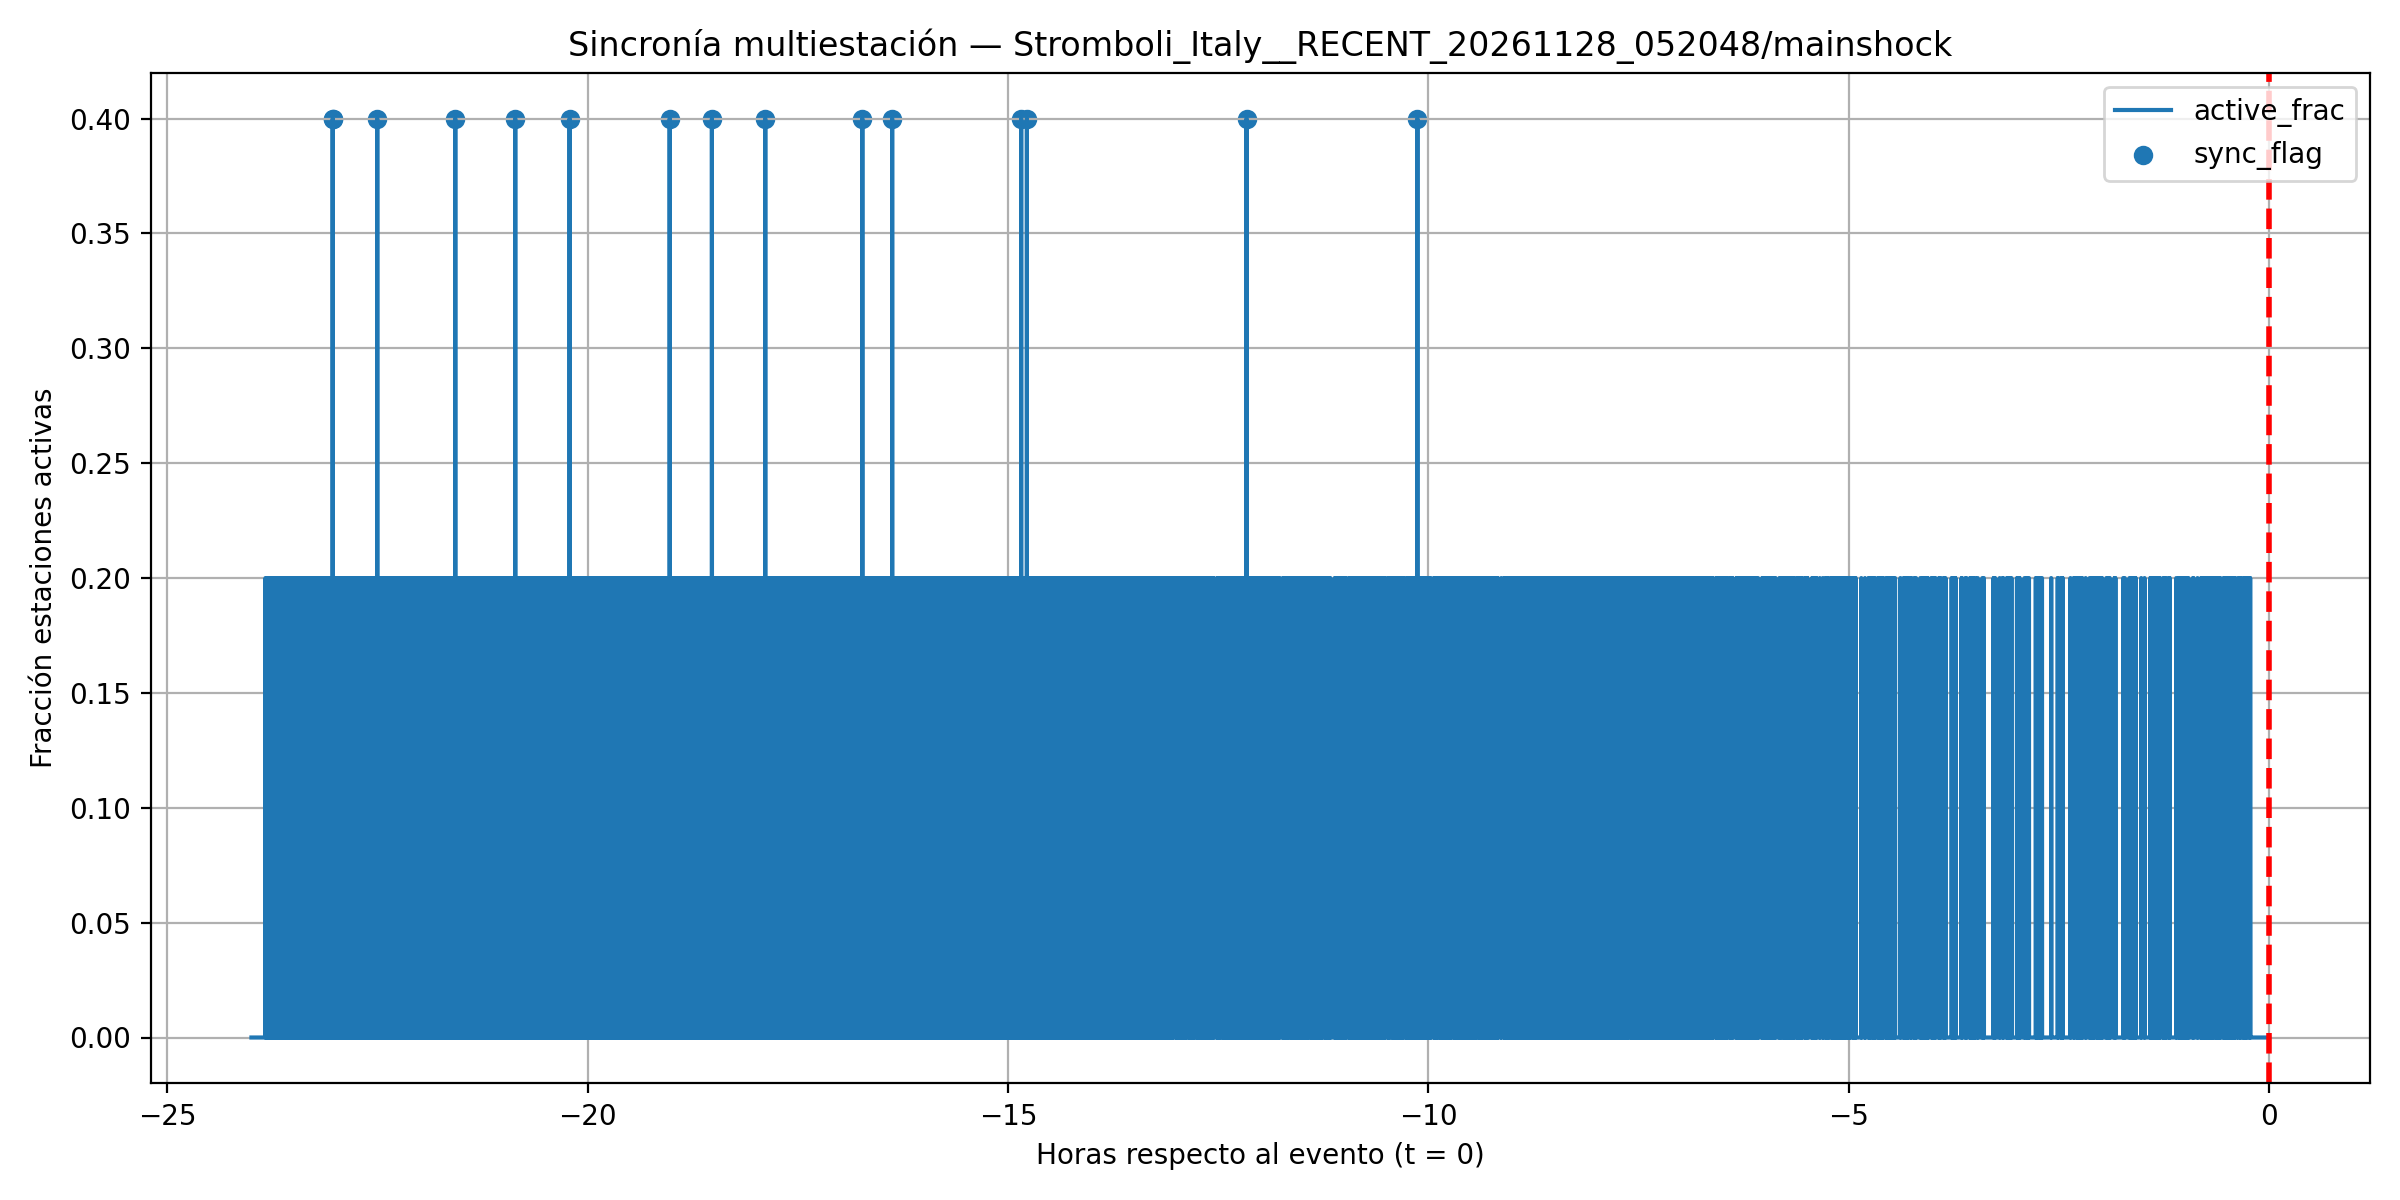 Sincronía multiestación — Stromboli_Italy__RECENT_20261128_052048/mainshock
active_frac
sync_flag
Fracción estaciones activas
0.40
0.35
0.30
0.25
0.20
0.15
0.10
0.05
0.00
−25 −20 −15 −10 −5 0
Horas respecto al evento (t = 0)